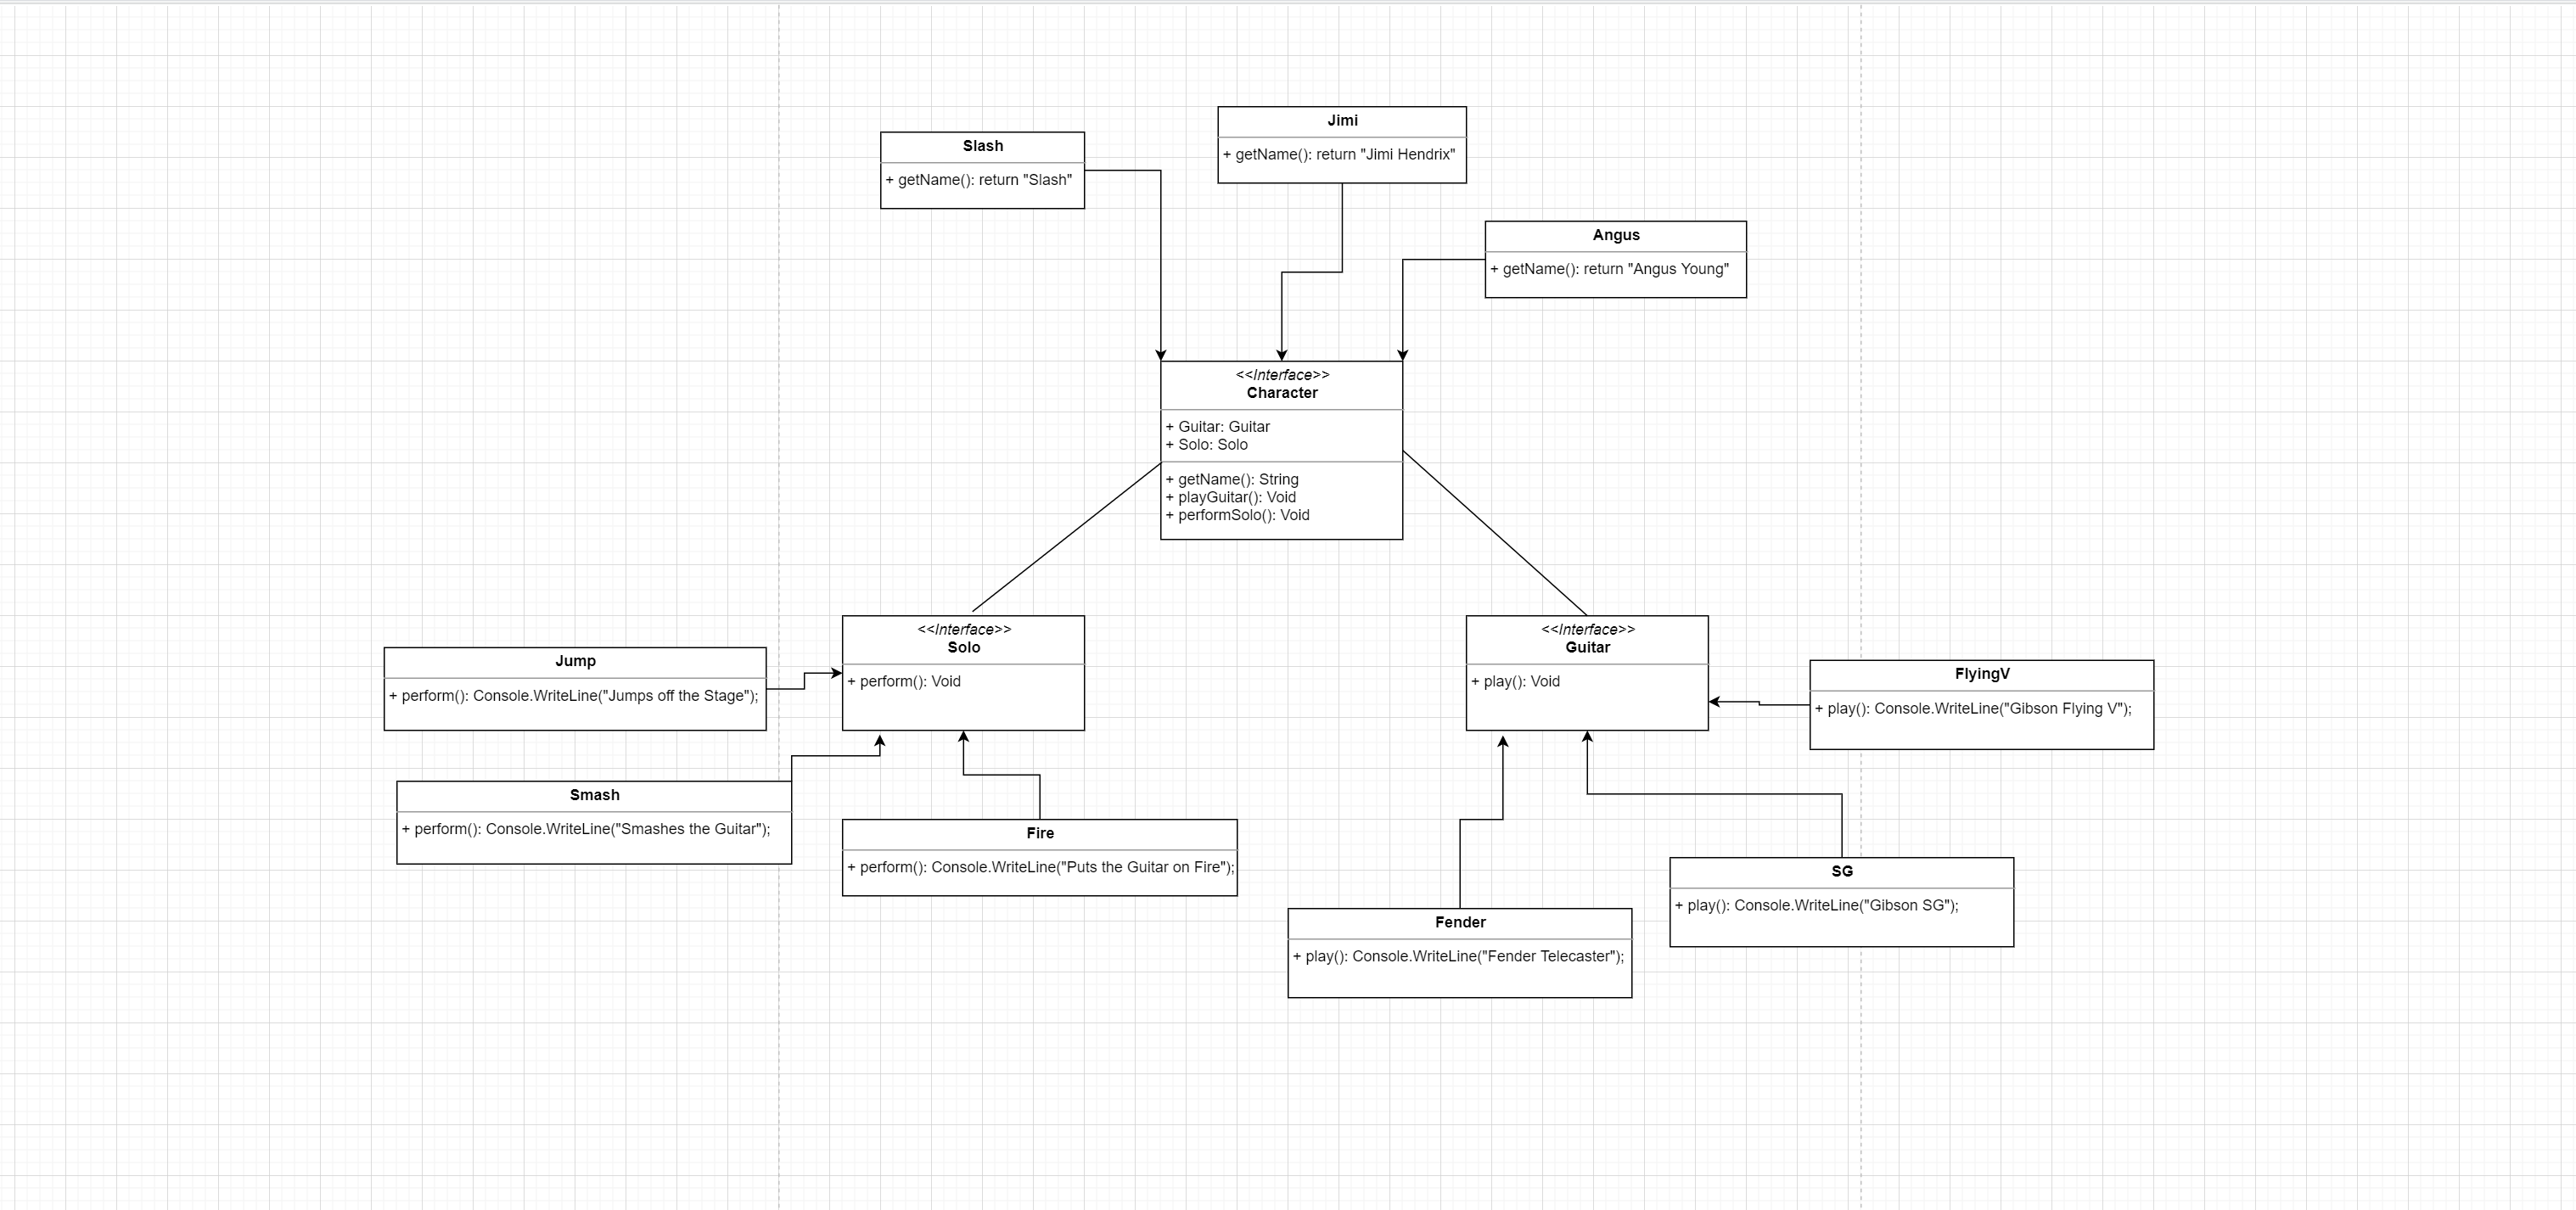 Jimi
+ getName(): return "Jimi Hendrix"
Slash
+ getName(): return "Slash"
Angus
+ getName(): return "Angus Young"
<<Interface>>
Character
+ Guitar: Guitar
+ Solo: Solo
+ getName(): String
+ playGuitar(): Void
+ performSolo(): Void
<<Interface>>
Solo
+ perform(): Void
<<Interface>>
Guitar
+ play(): Void
Jump
+ perform(): Console.WriteLine("Jumps off the Stage");
FlyingV
+ play(): Console.WriteLine("Gibson Flying V");
Smash
+ perform(): Console.WriteLine("Smashes the Guitar");
Fire
+ perform(): Console.WriteLine("Puts the Guitar on Fire");
SG
+ play(): Console.WriteLine("Gibson SG");
Fender
+ play(): Console.WriteLine("Fender Telecaster");